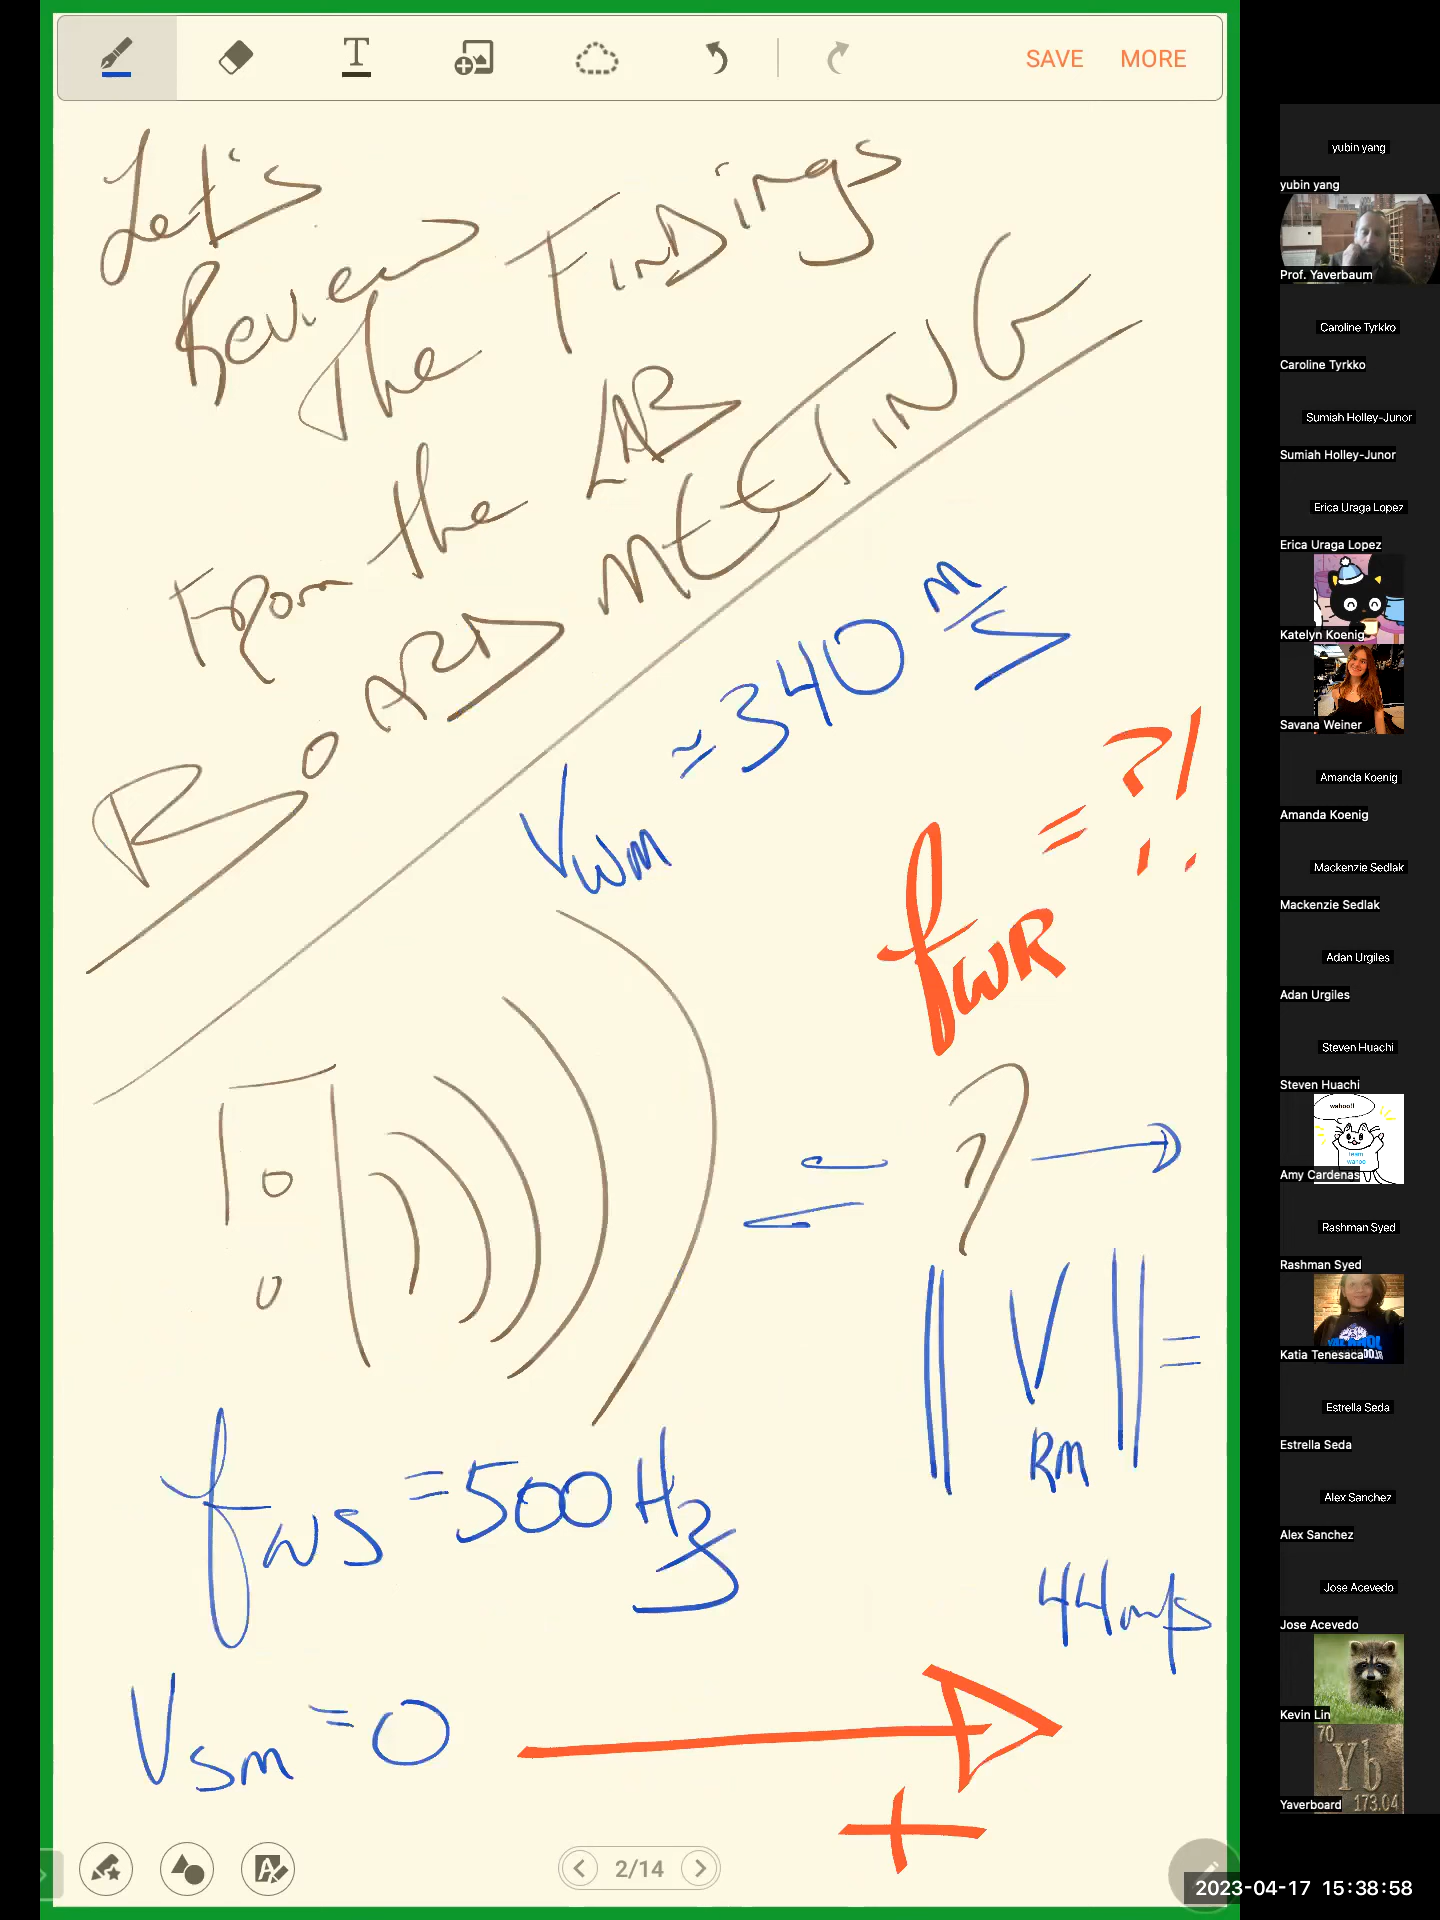 SAVE MORE
Let's
Review
The Findings
From the LAB
BOARD MEETING
Vwm ≈ 340 m/s
fWR = ?!
?
fWS = 500 Hz
|| V RM || =
44 m/s
VSM = 0
+
2/14
yubin yang
yubin yang
Prof. Yaverbaum
Caroline Tyrkko
Caroline Tyrkko
Sumiah Holley-Junor
Sumiah Holley-Junor
Erica Uraga Lopez
Erica Uraga Lopez
Katelyn Koenig
Savana Weiner
Amanda Koenig
Amanda Koenig
Mackenzie Sedlak
Mackenzie Sedlak
Adan Urgiles
Adan Urgiles
Steven Huachi
Steven Huachi
wahoo!!
team
Amy Cardenas
Rashman Syed
Rashman Syed
Katia Tenesaca
Estrella Seda
Estrella Seda
Alex Sanchez
Alex Sanchez
Jose Acevedo
Jose Acevedo
Kevin Lin
70
Yb
173.04
Yaverboard
2023-04-17 15:38:58